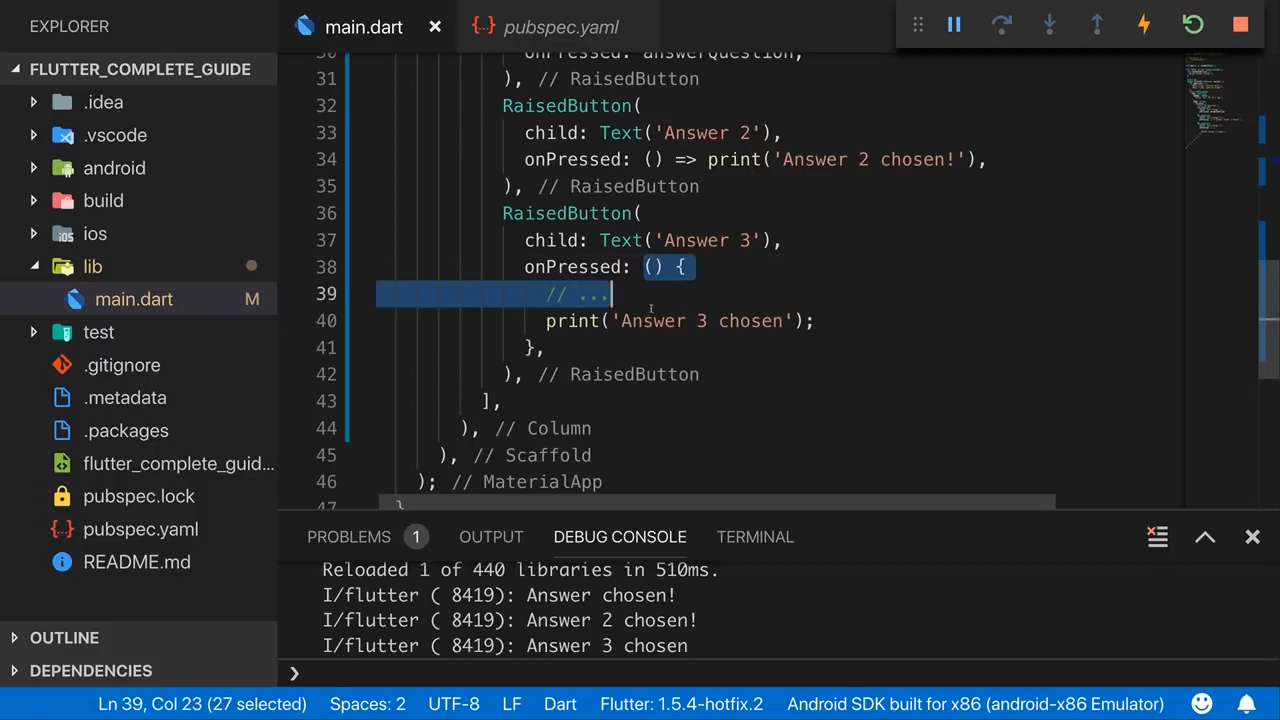 EXPLORER
main.dart
pubspec.yaml
FLUTTER_COMPLETE_GUIDE
.idea
.vscode
android
build
ios
lib
main.dart M
test
.gitignore
.metadata
.packages
flutter_complete_guid...
pubspec.lock
pubspec.yaml
README.md
OUTLINE
DEPENDENCIES
30 onPressed: answerQuestion,
31 ), // RaisedButton
32 RaisedButton(
33 child: Text('Answer 2'),
34 onPressed: () => print('Answer 2 chosen!'),
35 ), // RaisedButton
36 RaisedButton(
37 child: Text('Answer 3'),
38 onPressed: () {
39 // ...
40 print('Answer 3 chosen');
41 },
42 ), // RaisedButton
43 ],
44 ), // Column
45 ), // Scaffold
46 ); // MaterialApp
47 }
PROBLEMS 1 OUTPUT DEBUG CONSOLE TERMINAL
Reloaded 1 of 440 libraries in 510ms.
I/flutter ( 8419): Answer chosen!
I/flutter ( 8419): Answer 2 chosen!
I/flutter ( 8419): Answer 3 chosen
Ln 39, Col 23 (27 selected) Spaces: 2 UTF-8 LF Dart Flutter: 1.5.4-hotfix.2 Android SDK built for x86 (android-x86 Emulator)